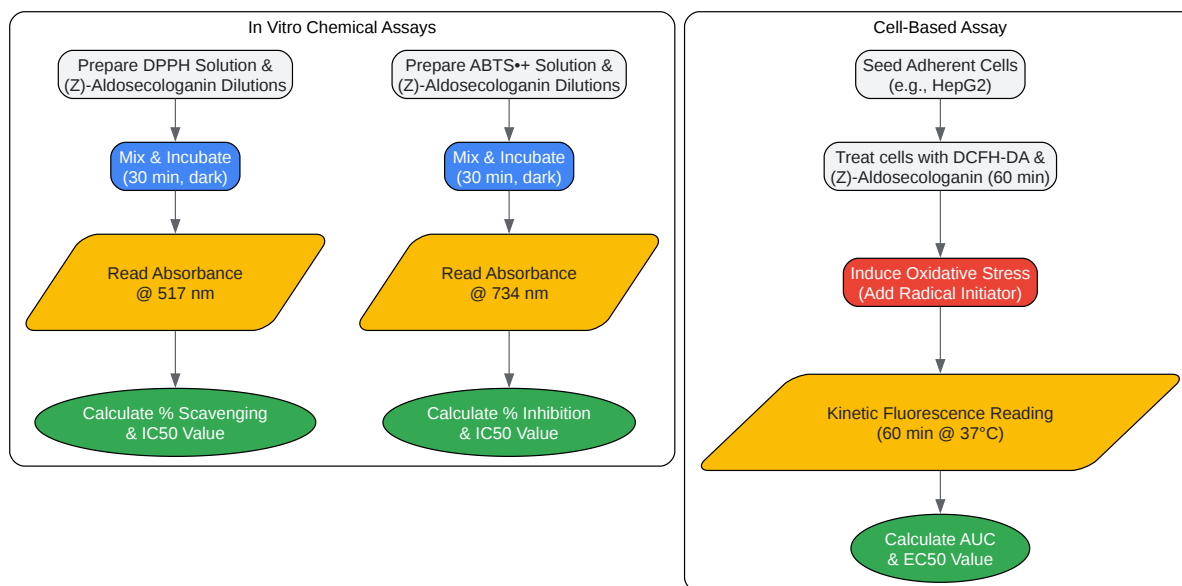 In Vitro Chemical Assays
Prepare DPPH Solution &
(Z)-Aldosecologanin Dilutions
Mix & Incubate
(30 min, dark)
Read Absorbance
@ 517 nm
Calculate % Scavenging
& IC50 Value
Prepare ABTS•+ Solution &
(Z)-Aldosecologanin Dilutions
Mix & Incubate
(30 min, dark)
Read Absorbance
@ 734 nm
Calculate % Inhibition
& IC50 Value
Cell-Based Assay
Seed Adherent Cells
(e.g., HepG2)
Treat cells with DCFH-DA &
(Z)-Aldosecologanin (60 min)
Induce Oxidative Stress
(Add Radical Initiator)
Kinetic Fluorescence Reading
(60 min @ 37°C)
Calculate AUC
& EC50 Value